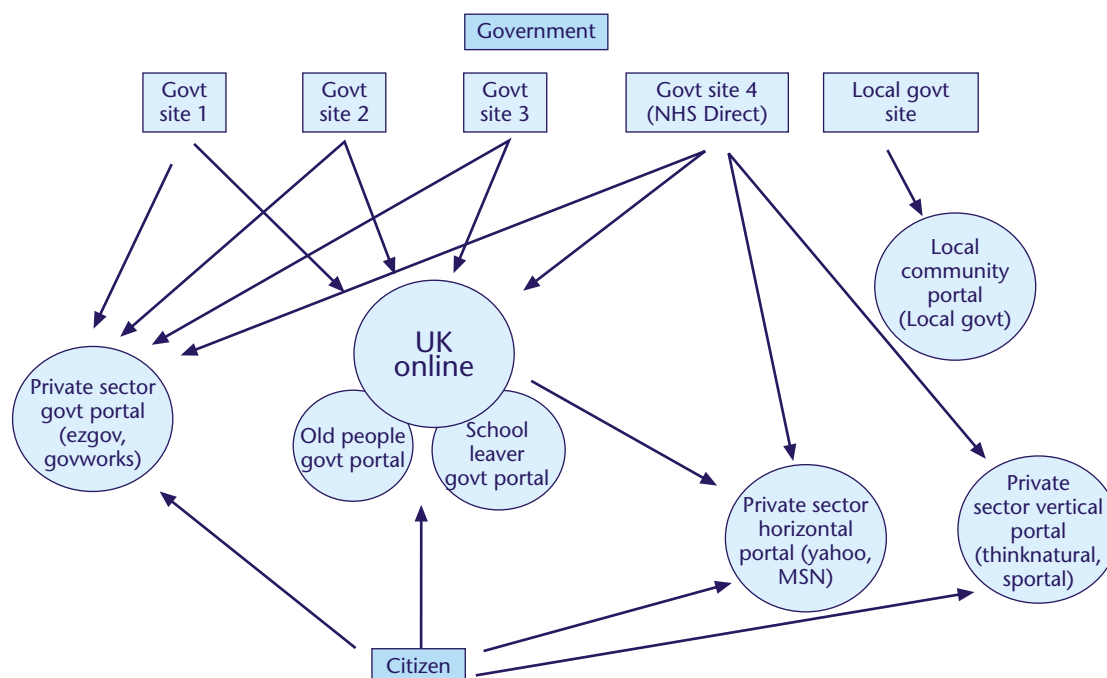 Government
Govt
site 1
Govt
site 2
Govt
site 3
Govt site 4
(NHS Direct)
Local govt
site
Local
community
portal
(Local govt)
UK
online
Private sector
govt portal
(ezgov,
govworks)
Old people
govt portal
School
leaver
govt portal
Private sector
horizontal
portal (yahoo,
MSN)
Private
sector vertical
portal
(thinknatural,
sportal)
Citizen